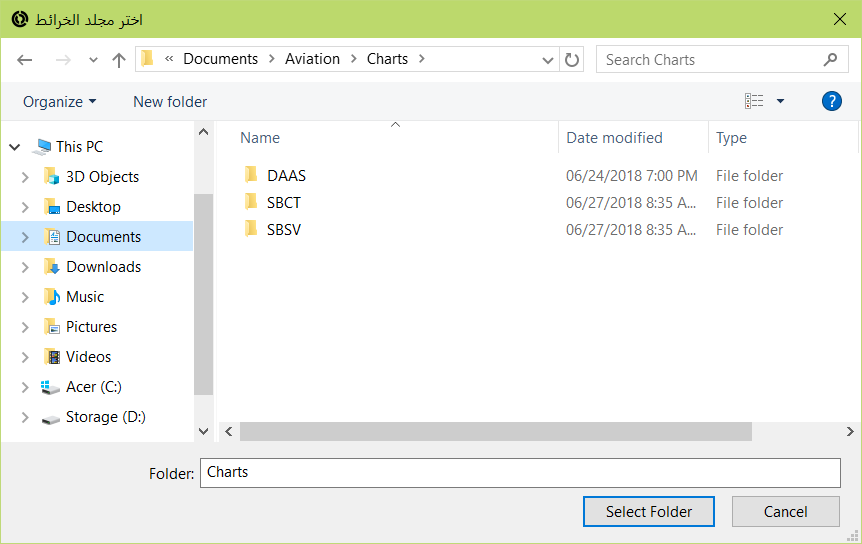 اختر مجلد الخرائط
« Documents > Aviation > Charts >
Search Charts
Organize
New folder
?
Name
Date modified
Type
This PC
3D Objects
Desktop
Documents
Downloads
Music
Pictures
Videos
Acer (C:)
Storage (D:)
DAAS 06/24/2018 7:00 PM File folder
SBCT 06/27/2018 8:35 A... File folder
SBSV 06/27/2018 8:35 A... File folder
Folder: Charts
Select Folder
Cancel